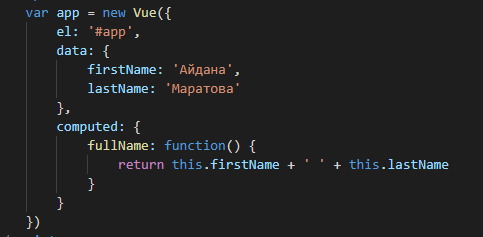 var app = new Vue({
    el: '#app',
    data: {
        firstName: 'Айдана',
        lastName: 'Маратова'
    },
    computed: {
        fullName: function() {
            return this.firstName + ' ' + this.lastName
        }
    }
})